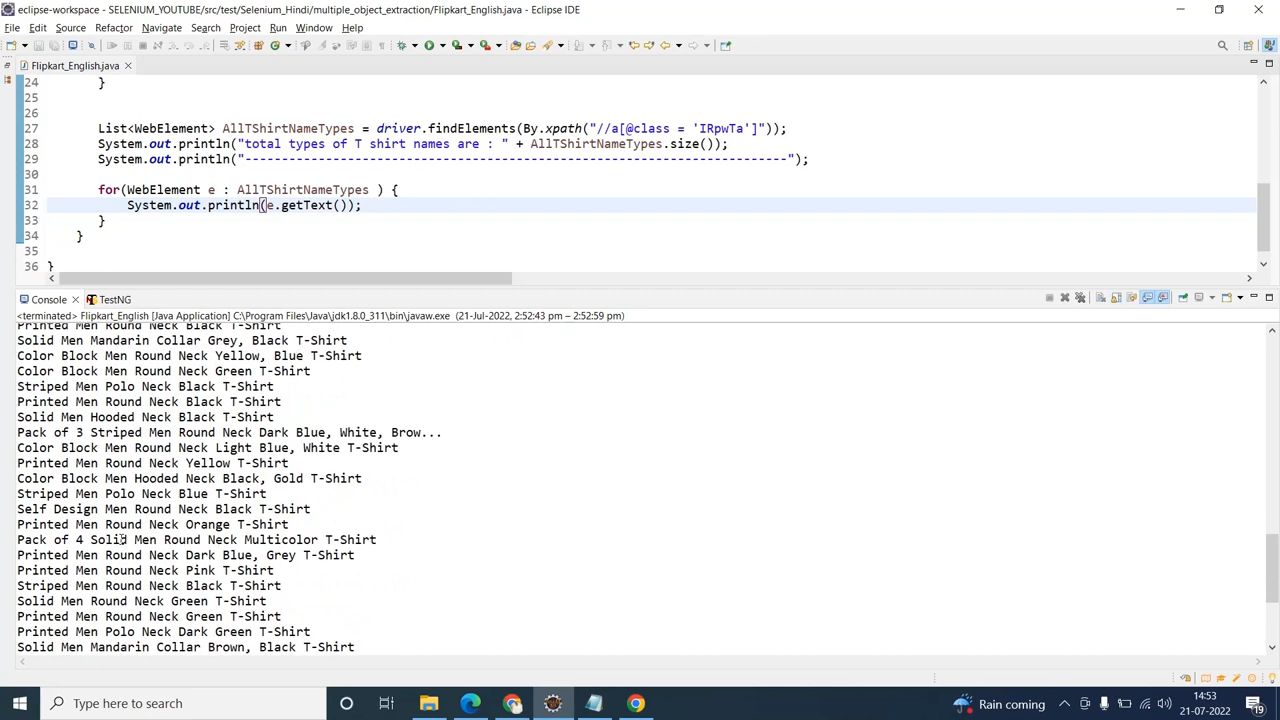 eclipse-workspace - SELENIUM_YOUTUBE/src/test/Selenium_Hindi/multiple_object_extraction/Flipkart_English.java - Eclipse IDE
File Edit Source Refactor Navigate Search Project Run Window Help
Flipkart_English.java
24 }
25
26
27 List<WebElement> AllTShirtNameTypes = driver.findElements(By.xpath("//a[@class = 'IRpwTa']"));
28 System.out.println("total types of T shirt names are : " + AllTShirtNameTypes.size());
29 System.out.println("--------------------------------------------------------------------------");
30
31 for(WebElement e : AllTShirtNameTypes ) {
32 System.out.println(e.getText());
33 }
34 }
35
36 }
Console TestNG
<terminated> Flipkart_English [Java Application] C:\Program Files\Java\jdk1.8.0_311\bin\javaw.exe (21-Jul-2022, 2:52:43 pm – 2:52:59 pm)
Printed Men Round Neck Black T-Shirt
Solid Men Mandarin Collar Grey, Black T-Shirt
Color Block Men Round Neck Yellow, Blue T-Shirt
Color Block Men Round Neck Green T-Shirt
Striped Men Polo Neck Black T-Shirt
Printed Men Round Neck Black T-Shirt
Solid Men Hooded Neck Black T-Shirt
Pack of 3 Striped Men Round Neck Dark Blue, White, Brow...
Color Block Men Round Neck Light Blue, White T-Shirt
Printed Men Round Neck Yellow T-Shirt
Color Block Men Hooded Neck Black, Gold T-Shirt
Striped Men Polo Neck Blue T-Shirt
Self Design Men Round Neck Black T-Shirt
Printed Men Round Neck Orange T-Shirt
Pack of 4 Solid Men Round Neck Multicolor T-Shirt
Printed Men Round Neck Dark Blue, Grey T-Shirt
Printed Men Round Neck Pink T-Shirt
Striped Men Round Neck Black T-Shirt
Solid Men Round Neck Green T-Shirt
Printed Men Round Neck Green T-Shirt
Printed Men Polo Neck Dark Green T-Shirt
Solid Men Mandarin Collar Brown, Black T-Shirt
Type here to search
Rain coming
14:53
21-07-2022
19